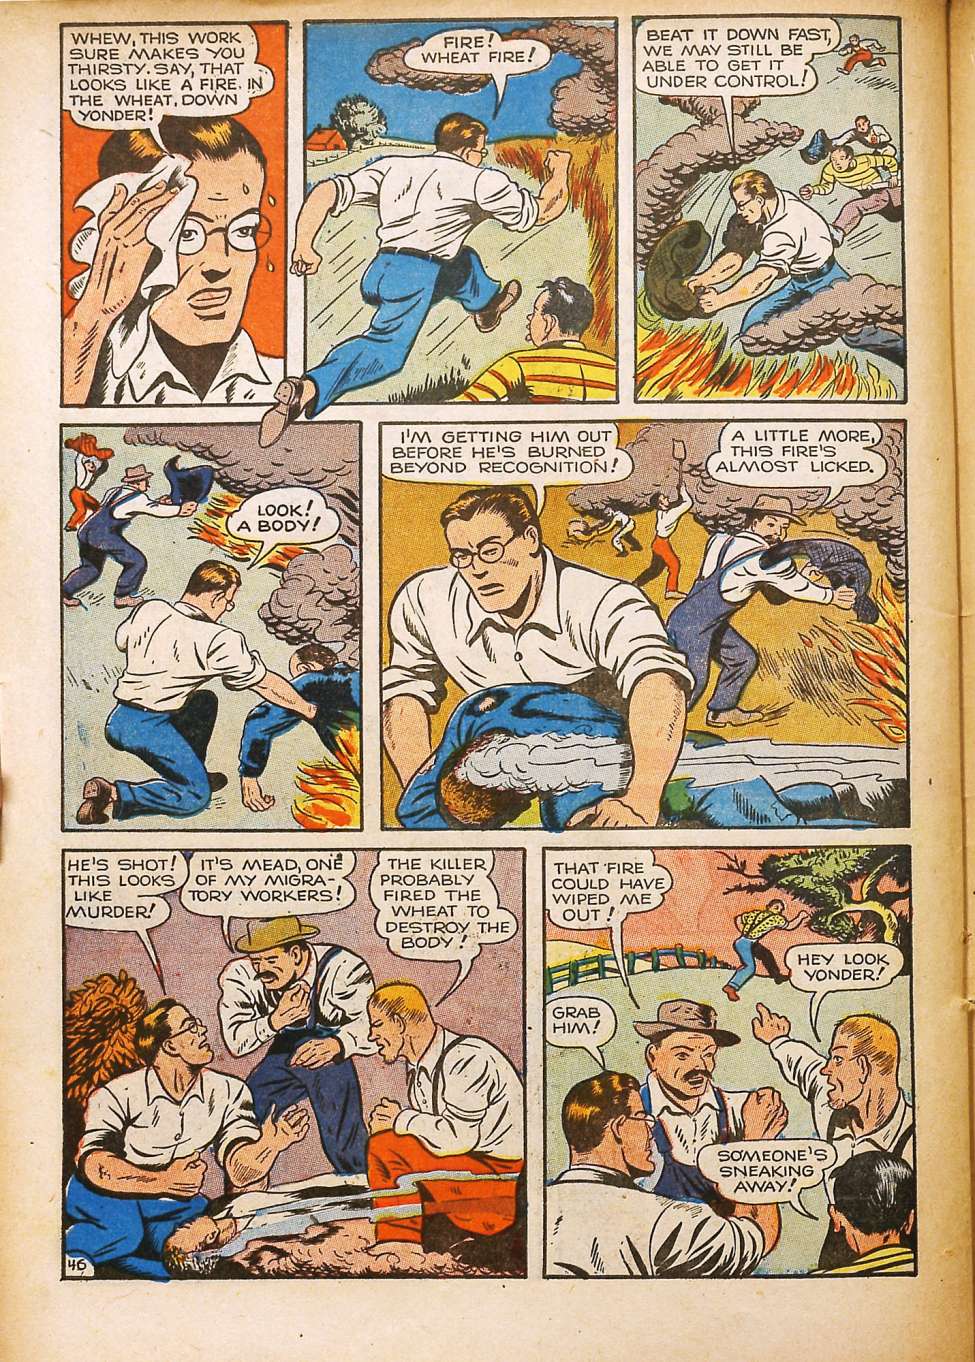 WHEW, THIS WORK
SURE MAKES YOU
THIRSTY. SAY, THAT
LOOKS LIKE A FIRE IN
THE WHEAT, DOWN
YONDER!
FIRE!
WHEAT FIRE!
BEAT IT DOWN FAST,
WE MAY STILL BE
ABLE TO GET IT
UNDER CONTROL!
LOOK!
A BODY!
I'M GETTING HIM OUT
BEFORE HE'S BURNED
BEYOND RECOGNITION!
A LITTLE MORE,
THIS FIRE'S
ALMOST LICKED.
HE'S SHOT!
THIS LOOKS
LIKE
MURDER!
IT'S MEAD, ONE
OF MY MIGRA-
TORY WORKERS!
THE KILLER
PROBABLY
FIRED THE
WHEAT TO
DESTROY THE
BODY!
THAT FIRE
COULD HAVE
WIPED ME
OUT!
HEY LOOK
YONDER!
GRAB
HIM!
SOMEONE'S
SNEAKING
AWAY!
46